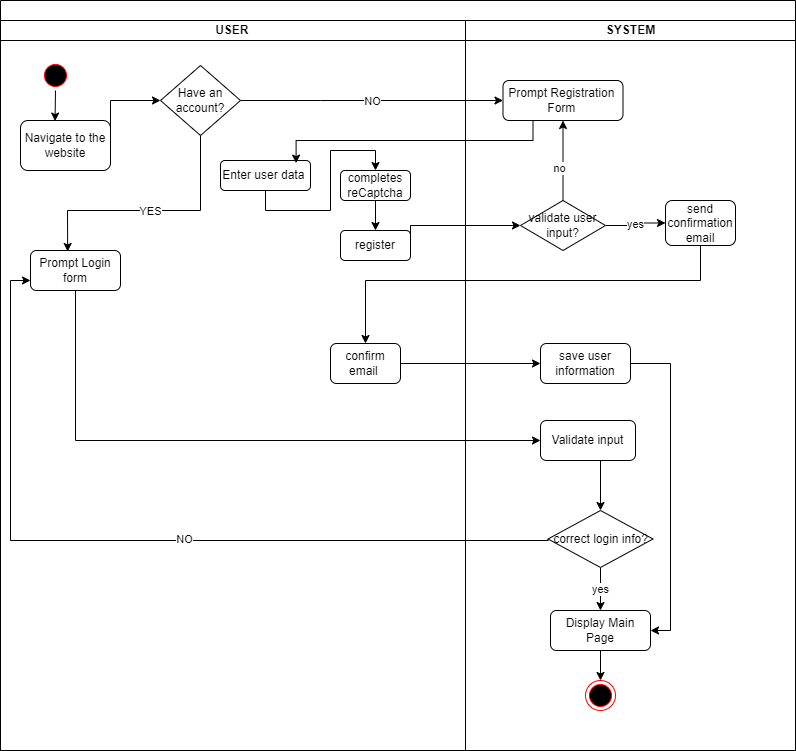 USER
SYSTEM
Have an
account?
NO
Prompt Registration
Form
Navigate to the
website
Enter user data
completes
reCaptcha
no
YES
register
validate user
input?
yes
send
confirmation
email
Prompt Login
form
confirm
email
save user
information
Validate input
NO
correct login info?
yes
Display Main
Page